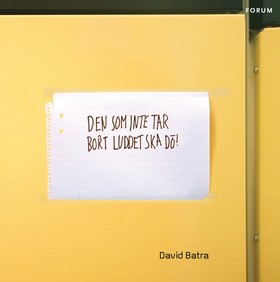 FORUM
DEN SOM INTE TAR
BORT LUDDET SKA DÖ!
David Batra